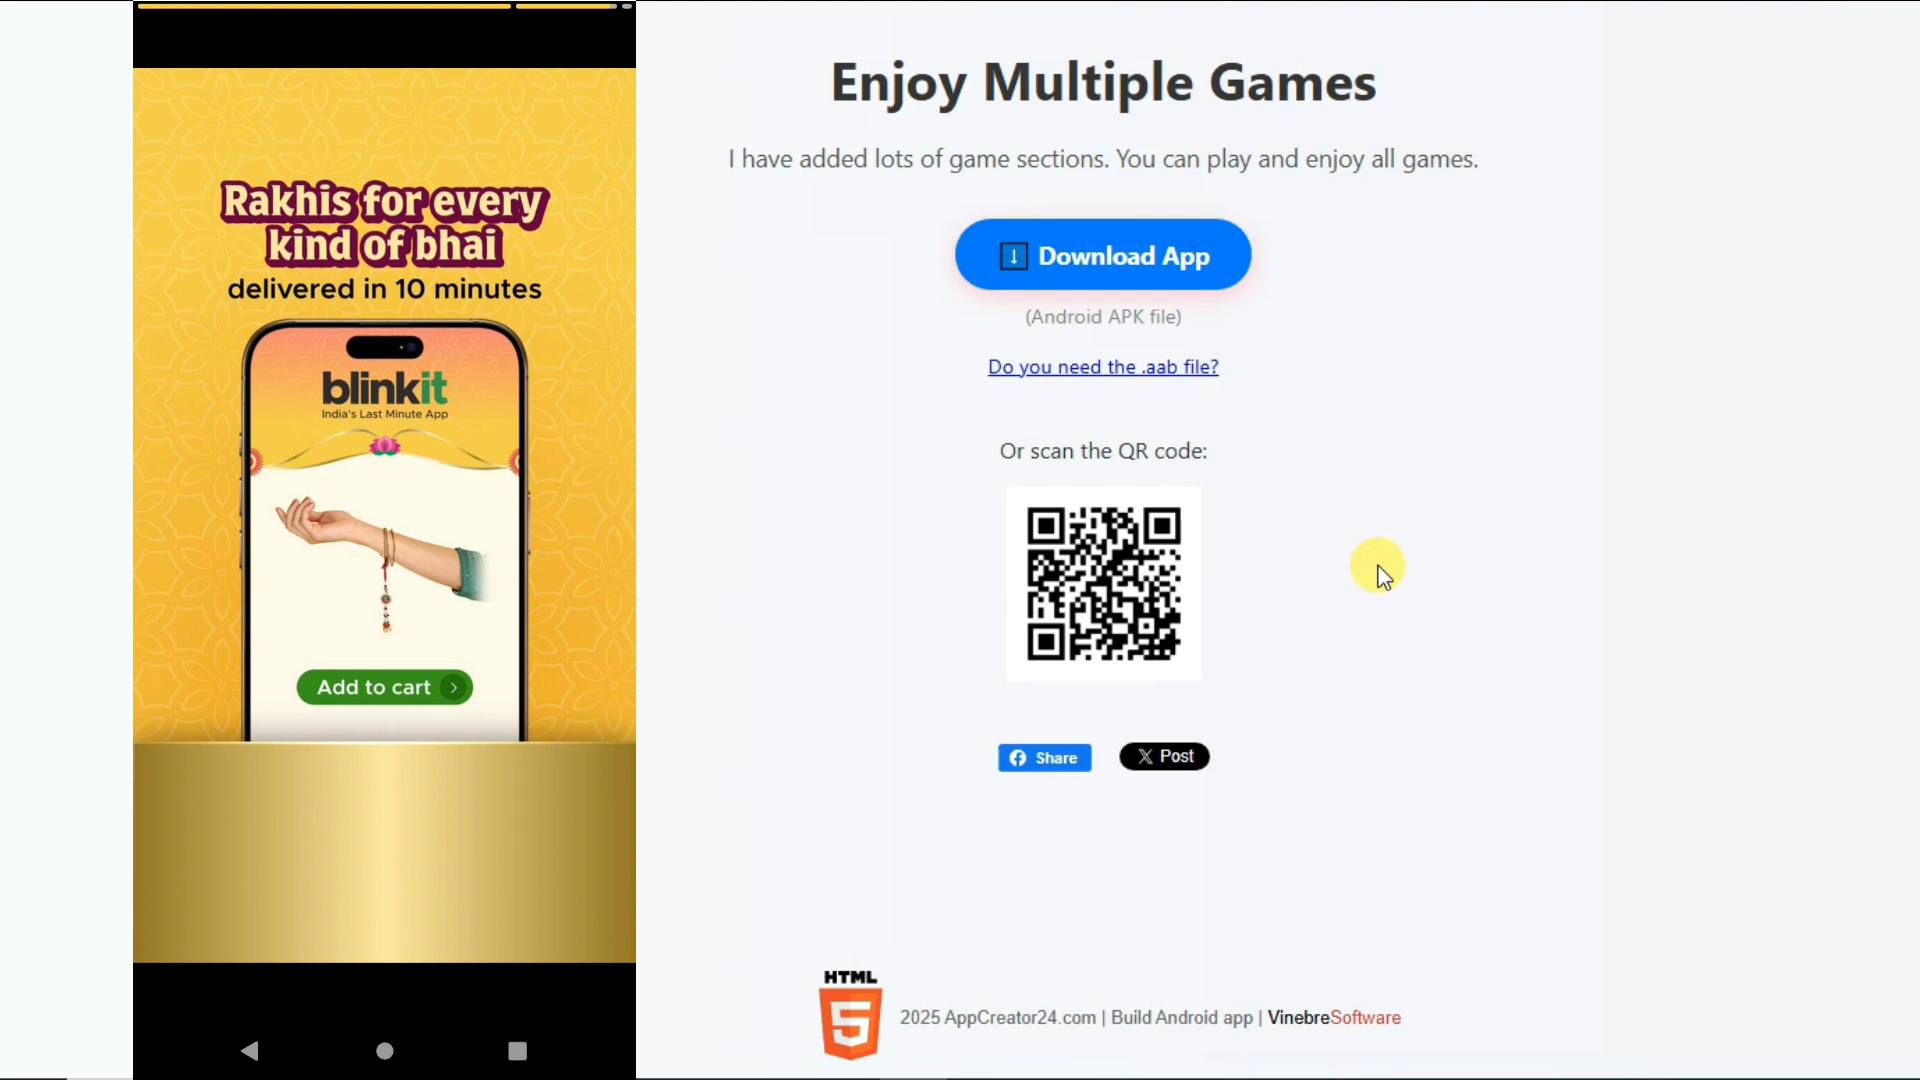 Rakhis for every
kind of bhai
delivered in 10 minutes
blinkit
India's Last Minute App
Add to cart
Enjoy Multiple Games
I have added lots of game sections. You can play and enjoy all games.
Download App
(Android APK file)
Do you need the .aab file?
Or scan the QR code:
Share
X Post
HTML
5
2025 AppCreator24.com | Build Android app | VinebreSoftware